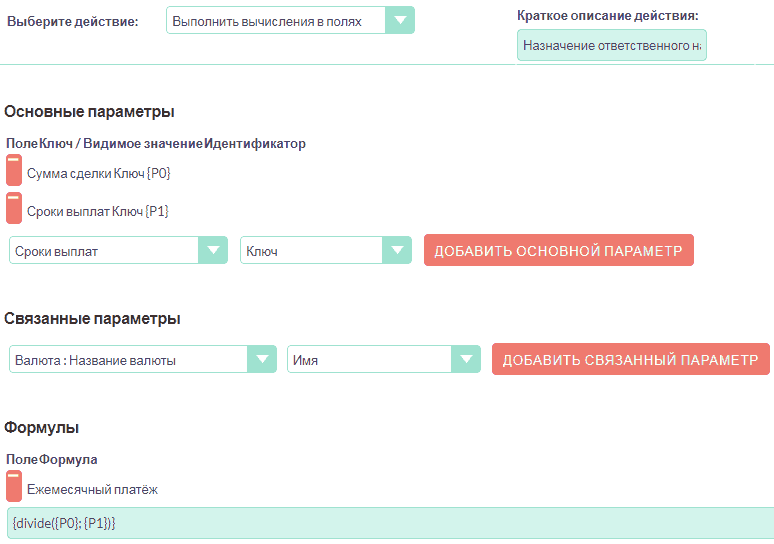 Краткое описание действия:
Выберите действие: Выполнить вычисления в полях
Назначение ответственного на
Основные параметры
ПолеКлюч / Видимое значениеИдентификатор
Сумма сделки Ключ {P0}
Сроки выплат Ключ {P1}
Сроки выплат Ключ ДОБАВИТЬ ОСНОВНОЙ ПАРАМЕТР
Связанные параметры
Валюта : Название валюты Имя ДОБАВИТЬ СВЯЗАННЫЙ ПАРАМЕТР
Формулы
ПолеФормула
Ежемесячный платёж
{divide({P0}; {P1})}